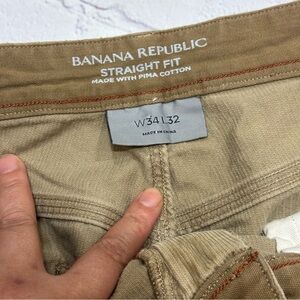 BANANA REPUBLIC
STRAIGHT FIT
MADE WITH PIMA COTTON
W34 L32
MADE IN CHINA